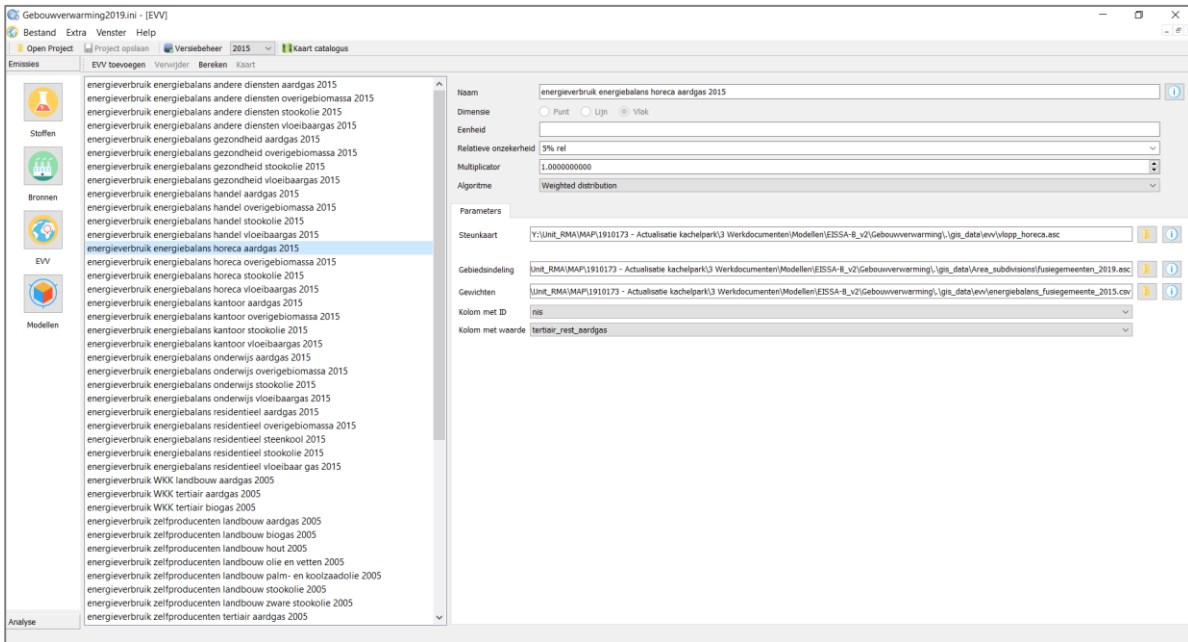 Gebouwverwarming2019.ini - [EVV]
Bestand Extra Venster Help
Open Project Project opslaan Versiebeheer 2015 Kaart catalogus
Emissies EVV toevoegen Verwijder Bereken Kaart
Stoffen
Bronnen
EVV
Modellen
Analyse
energieverbruik energiebalans andere diensten aardgas 2015
energieverbruik energiebalans andere diensten overigebiomassa 2015
energieverbruik energiebalans andere diensten stookolie 2015
energieverbruik energiebalans andere diensten vloeibaargas 2015
energieverbruik energiebalans gezondheid aardgas 2015
energieverbruik energiebalans gezondheid overigebiomassa 2015
energieverbruik energiebalans gezondheid stookolie 2015
energieverbruik energiebalans gezondheid vloeibaargas 2015
energieverbruik energiebalans handel aardgas 2015
energieverbruik energiebalans handel overigebiomassa 2015
energieverbruik energiebalans handel stookolie 2015
energieverbruik energiebalans handel vloeibaargas 2015
energieverbruik energiebalans horeca aardgas 2015
energieverbruik energiebalans horeca overigebiomassa 2015
energieverbruik energiebalans horeca stookolie 2015
energieverbruik energiebalans horeca vloeibaargas 2015
energieverbruik energiebalans kantoor aardgas 2015
energieverbruik energiebalans kantoor overigebiomassa 2015
energieverbruik energiebalans kantoor stookolie 2015
energieverbruik energiebalans kantoor vloeibaargas 2015
energieverbruik energiebalans onderwijs aardgas 2015
energieverbruik energiebalans onderwijs overigebiomassa 2015
energieverbruik energiebalans onderwijs stookolie 2015
energieverbruik energiebalans onderwijs vloeibaargas 2015
energieverbruik energiebalans residentieel aardgas 2015
energieverbruik energiebalans residentieel overigebiomassa 2015
energieverbruik energiebalans residentieel steenkool 2015
energieverbruik energiebalans residentieel stookolie 2015
energieverbruik energiebalans residentieel vloeibaar gas 2015
energieverbruik WKK landbouw aardgas 2005
energieverbruik WKK tertiair aardgas 2005
energieverbruik WKK tertiair biogas 2005
energieverbruik zelfproducenten landbouw aardgas 2005
energieverbruik zelfproducenten landbouw biogas 2005
energieverbruik zelfproducenten landbouw hout 2005
energieverbruik zelfproducenten landbouw olie en vetten 2005
energieverbruik zelfproducenten landbouw palm- en koolzaadolie 2005
energieverbruik zelfproducenten landbouw stookolie 2005
energieverbruik zelfproducenten landbouw zware stookolie 2005
energieverbruik zelfproducenten tertiair aardgas 2005
Naam energieverbruik energiebalans horeca aardgas 2015
Dimensie Punt Lijn Vlak
Eenheid
Relatieve onzekerheid 5% rel
Multiplicator 1.0000000000
Algoritme Weighted distribution
Parameters
Steunkaart Y:\Unit_RMA\MAP\1910173 - Actualisatie kachelpark\3 Werkdocumenten\Modellen\EISSA-B_v2\Gebouwverwarming\.\gis_data\evv\vlopp_horeca.asc
Gebiedsindeling Unit_RMA\MAP\1910173 - Actualisatie kachelpark\3 Werkdocumenten\Modellen\EISSA-B_v2\Gebouwverwarming\.\gis_data\Area_subdivisions\fusiegemeenten_2019.asc
Gewichten \Unit_RMA\MAP\1910173 - Actualisatie kachelpark\3 Werkdocumenten\Modellen\EISSA-B_v2\Gebouwverwarming\.\gis_data\evv\energiebalans_fusiegemeente_2015.csv
Kolom met ID nis
Kolom met waarde tertiair_rest_aardgas